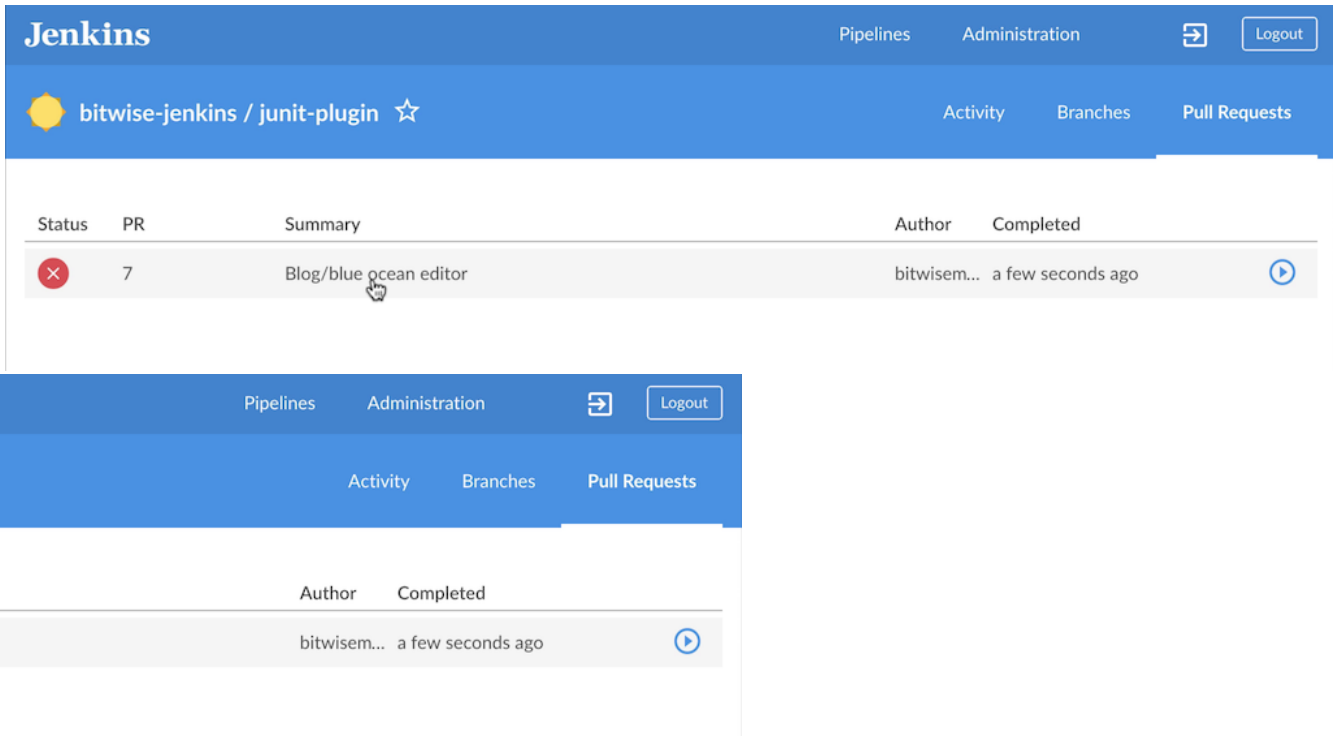 Jenkins Pipelines Administration Logout
bitwise-jenkins / junit-plugin Activity Branches Pull Requests
Status PR Summary Author Completed
7 Blog/blue ocean editor bitwisem... a few seconds ago
Pipelines Administration Logout
Activity Branches Pull Requests
Author Completed
bitwisem... a few seconds ago